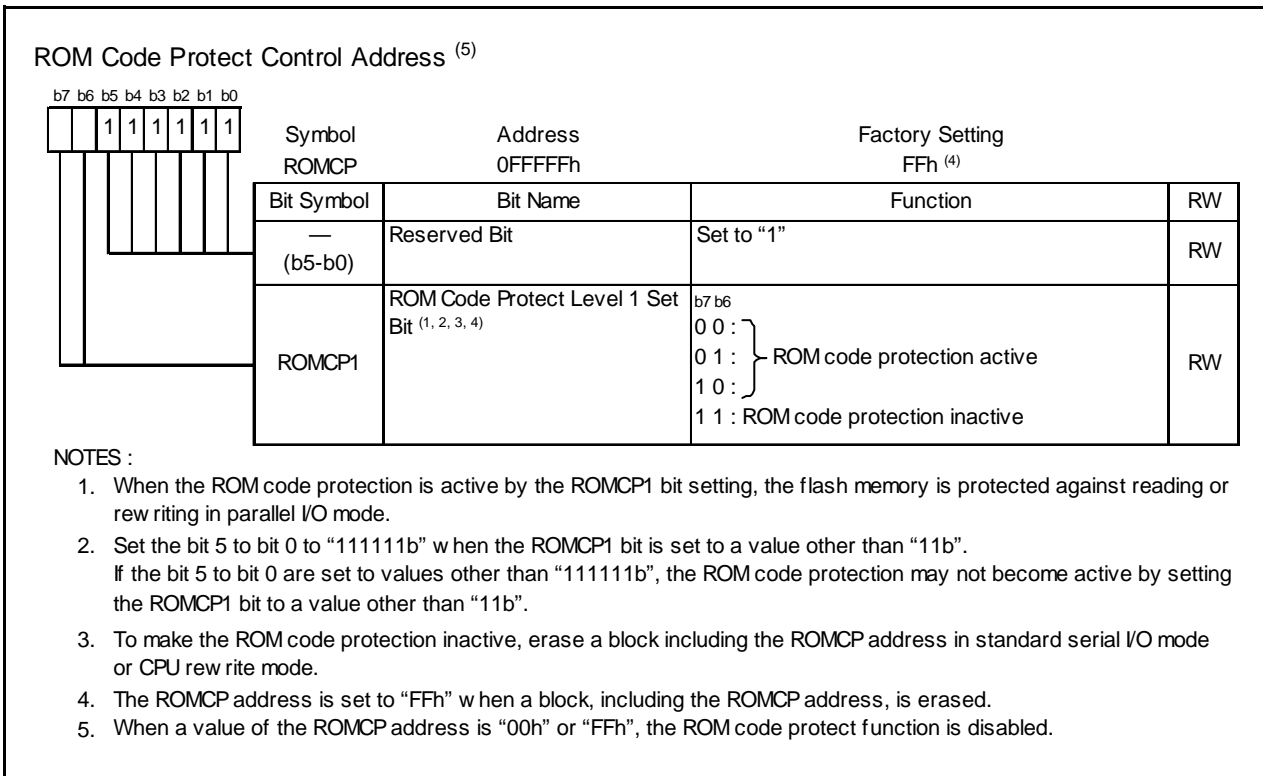 ROM Code Protect Control Address (5)
b7 b6 b5 b4 b3 b2 b1 b0
1 1 1 1 1 1
Symbol Address Factory Setting
ROMCP 0FFFFFh FFh (4)
Bit Symbol Bit Name Function RW
— (b5-b0) Reserved Bit Set to “1” RW
ROMCP1 ROM Code Protect Level 1 Set Bit (1, 2, 3, 4)
b7 b6
0 0 :
0 1 : ROM code protection active
1 0 :
1 1 : ROM code protection inactive
RW
NOTES :
1. When the ROM code protection is active by the ROMCP1 bit setting, the flash memory is protected against reading or
rewriting in parallel I/O mode.
2. Set the bit 5 to bit 0 to “111111b” when the ROMCP1 bit is set to a value other than “11b”.
If the bit 5 to bit 0 are set to values other than “111111b”, the ROM code protection may not become active by setting
the ROMCP1 bit to a value other than “11b”.
3. To make the ROM code protection inactive, erase a block including the ROMCP address in standard serial I/O mode
or CPU rewrite mode.
4. The ROMCP address is set to “FFh” when a block, including the ROMCP address, is erased.
5. When a value of the ROMCP address is “00h” or “FFh”, the ROM code protect function is disabled.